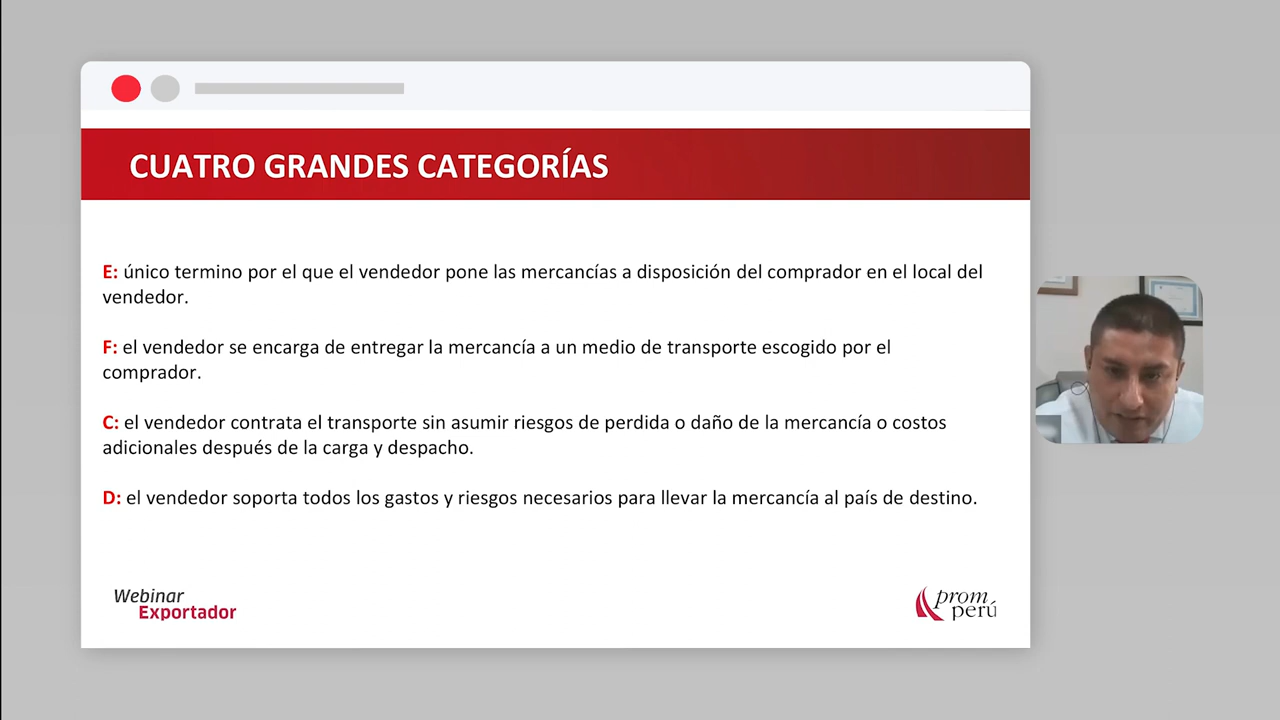 CUATRO GRANDES CATEGORÍAS
E: único termino por el que el vendedor pone las mercancías a disposición del comprador en el local del
vendedor.
F: el vendedor se encarga de entregar la mercancía a un medio de transporte escogido por el
comprador.
C: el vendedor contrata el transporte sin asumir riesgos de perdida o daño de la mercancía o costos
adicionales después de la carga y despacho.
D: el vendedor soporta todos los gastos y riesgos necesarios para llevar la mercancía al país de destino.
Webinar
Exportador
prom
perú